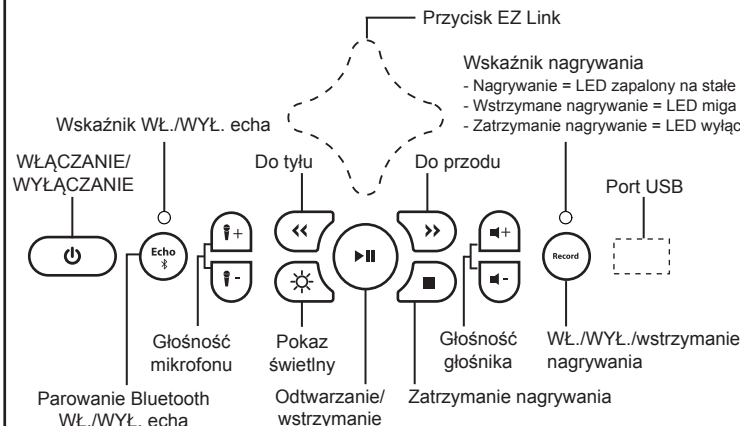 Przycisk EZ Link
Wskaźnik nagrywania
- Nagrywanie = LED zapalony na stałe
- Wstrzymane nagrywanie = LED miga
- Zatrzymanie nagrywanie = LED
Wskaźnik WŁ./WYŁ. echa
WŁĄCZANIE/
WYŁĄCZANIE
Do tyłu
Do przodu
Port USB
Echo
+
-
+
-
Record
Głośność
mikrofonu
Pokaz
świetlny
Głośność
głośnika
WŁ./WYŁ./wstrzymanie
nagrywania
Parowanie Bluetooth
WŁ./WYŁ. echa
Odtwarzanie/
wstrzymanie
Zatrzymanie nagrywania